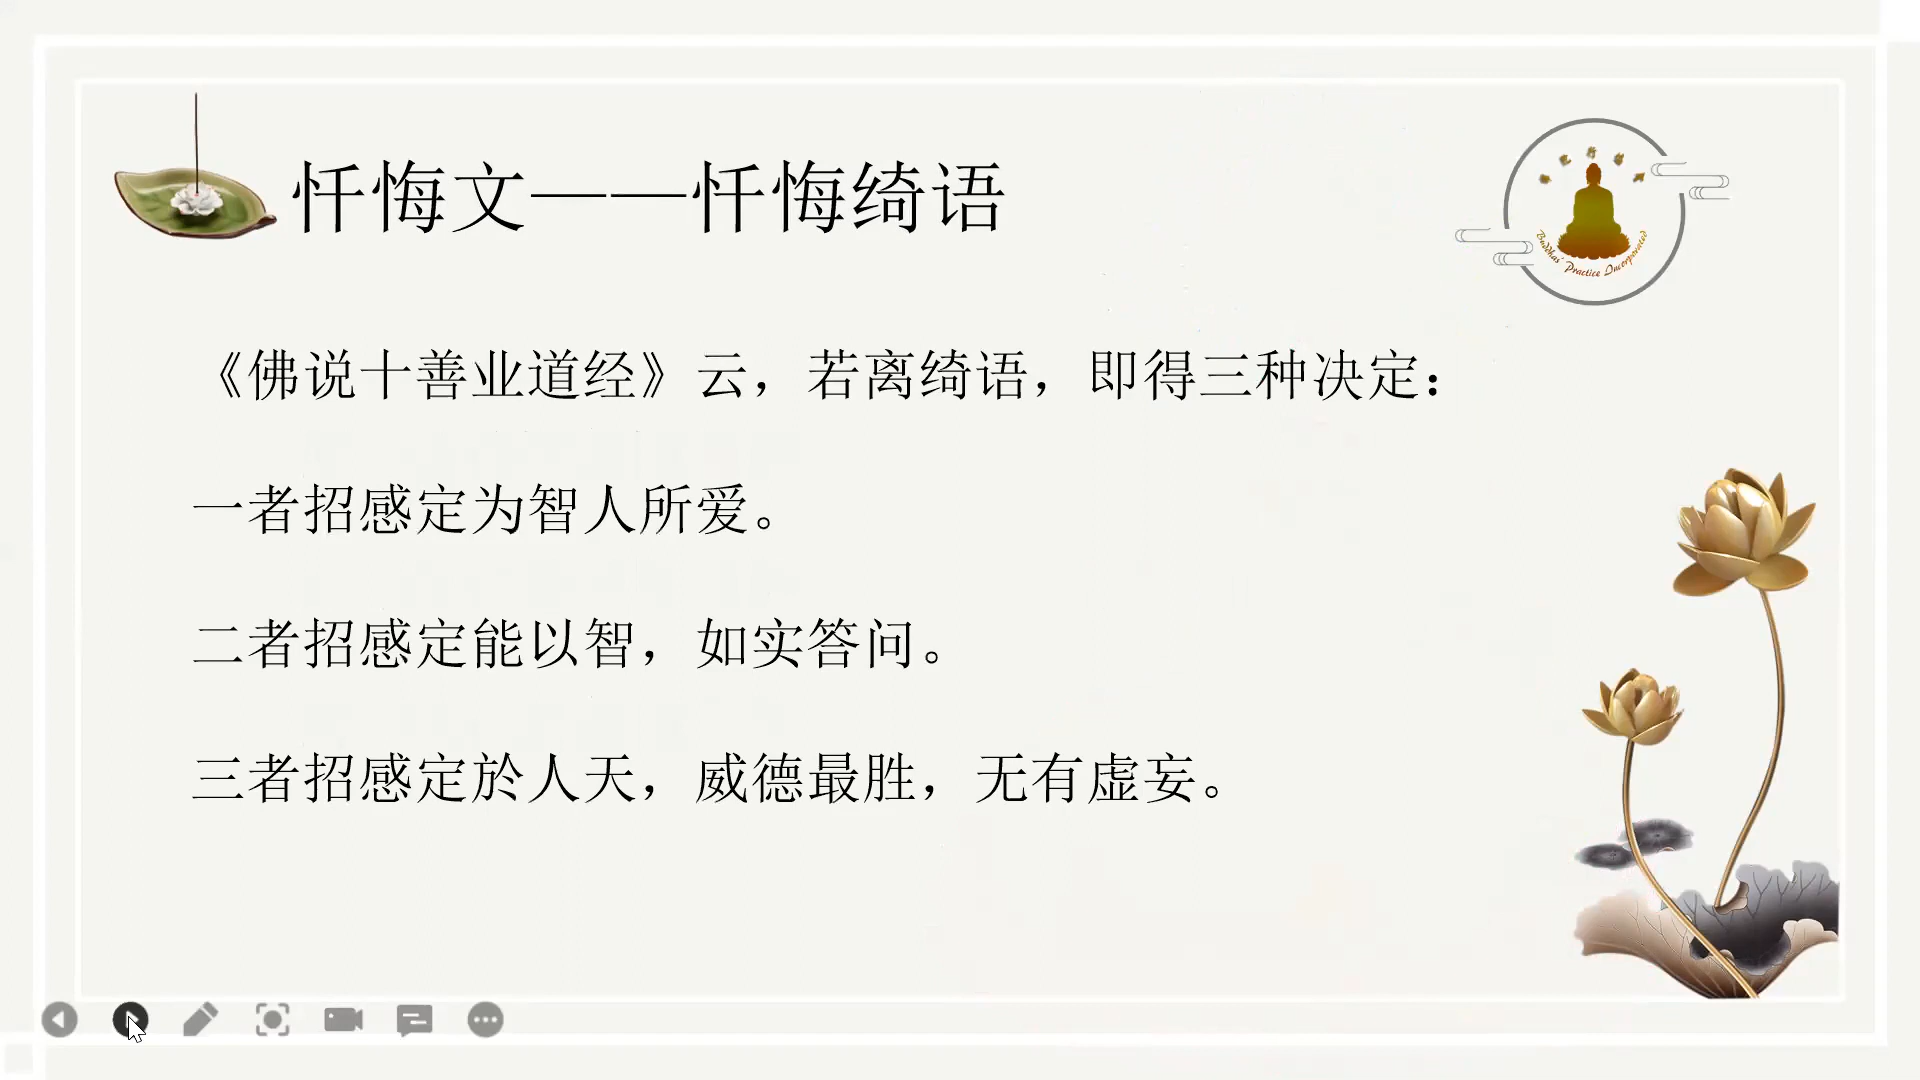 忏悔文——忏悔绮语
Buddhas' Practice Incorporated
《佛说十善业道经》云，若离绮语，即得三种决定：
一者招感定为智人所爱。
二者招感定能以智，如实答问。
三者招感定於人天，威德最胜，无有虚妄。